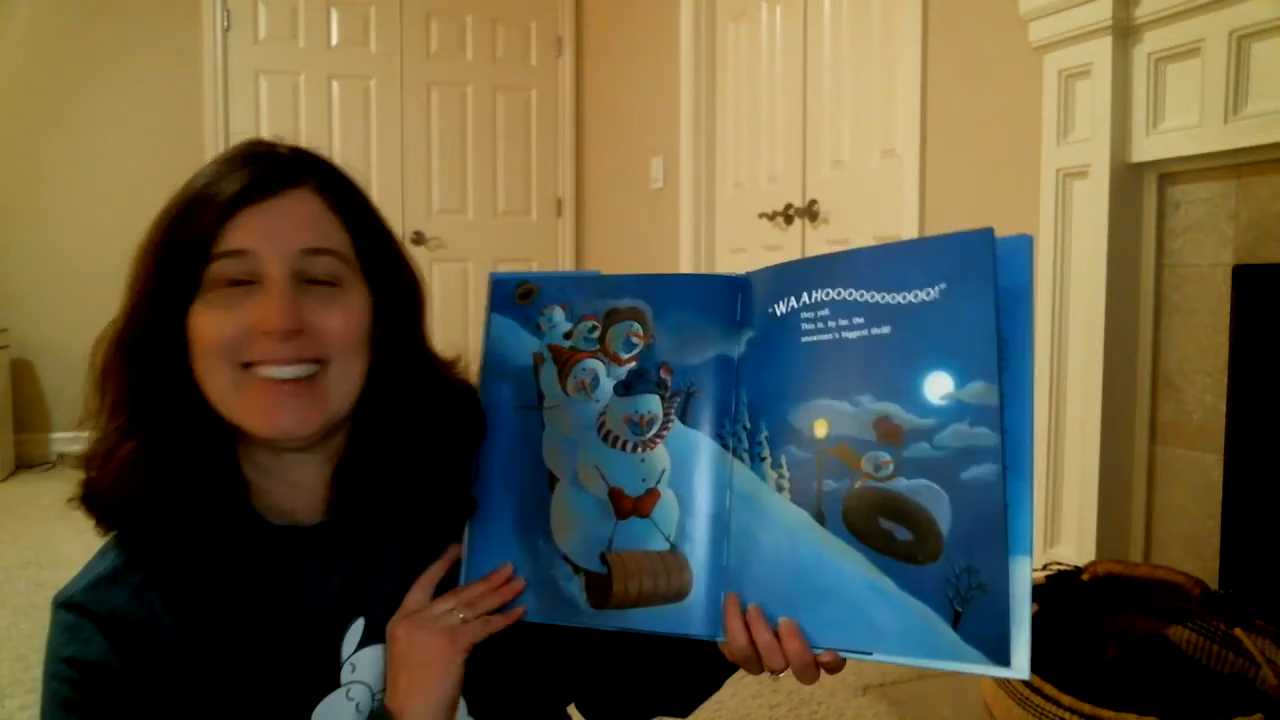 "WAAHOOOOOOOOOO!"
they yell.
This is, by far, the
snowmen's biggest thrill!